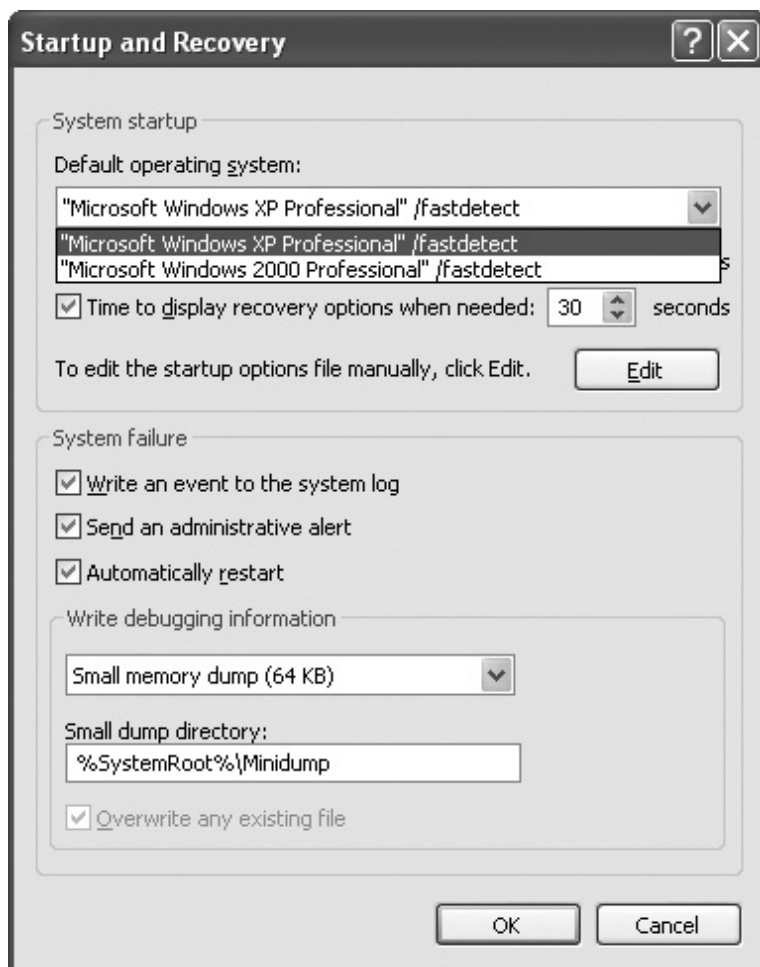 Startup and Recovery
System startup
Default operating system:
"Microsoft Windows XP Professional" /fastdetect
"Microsoft Windows XP Professional" /fastdetect
"Microsoft Windows 2000 Professional" /fastdetect
s
Time to display recovery options when needed: 30 seconds
To edit the startup options file manually, click Edit. Edit
System failure
Write an event to the system log
Send an administrative alert
Automatically restart
Write debugging information
Small memory dump (64 KB)
Small dump directory:
%SystemRoot%\Minidump
Overwrite any existing file
OK Cancel